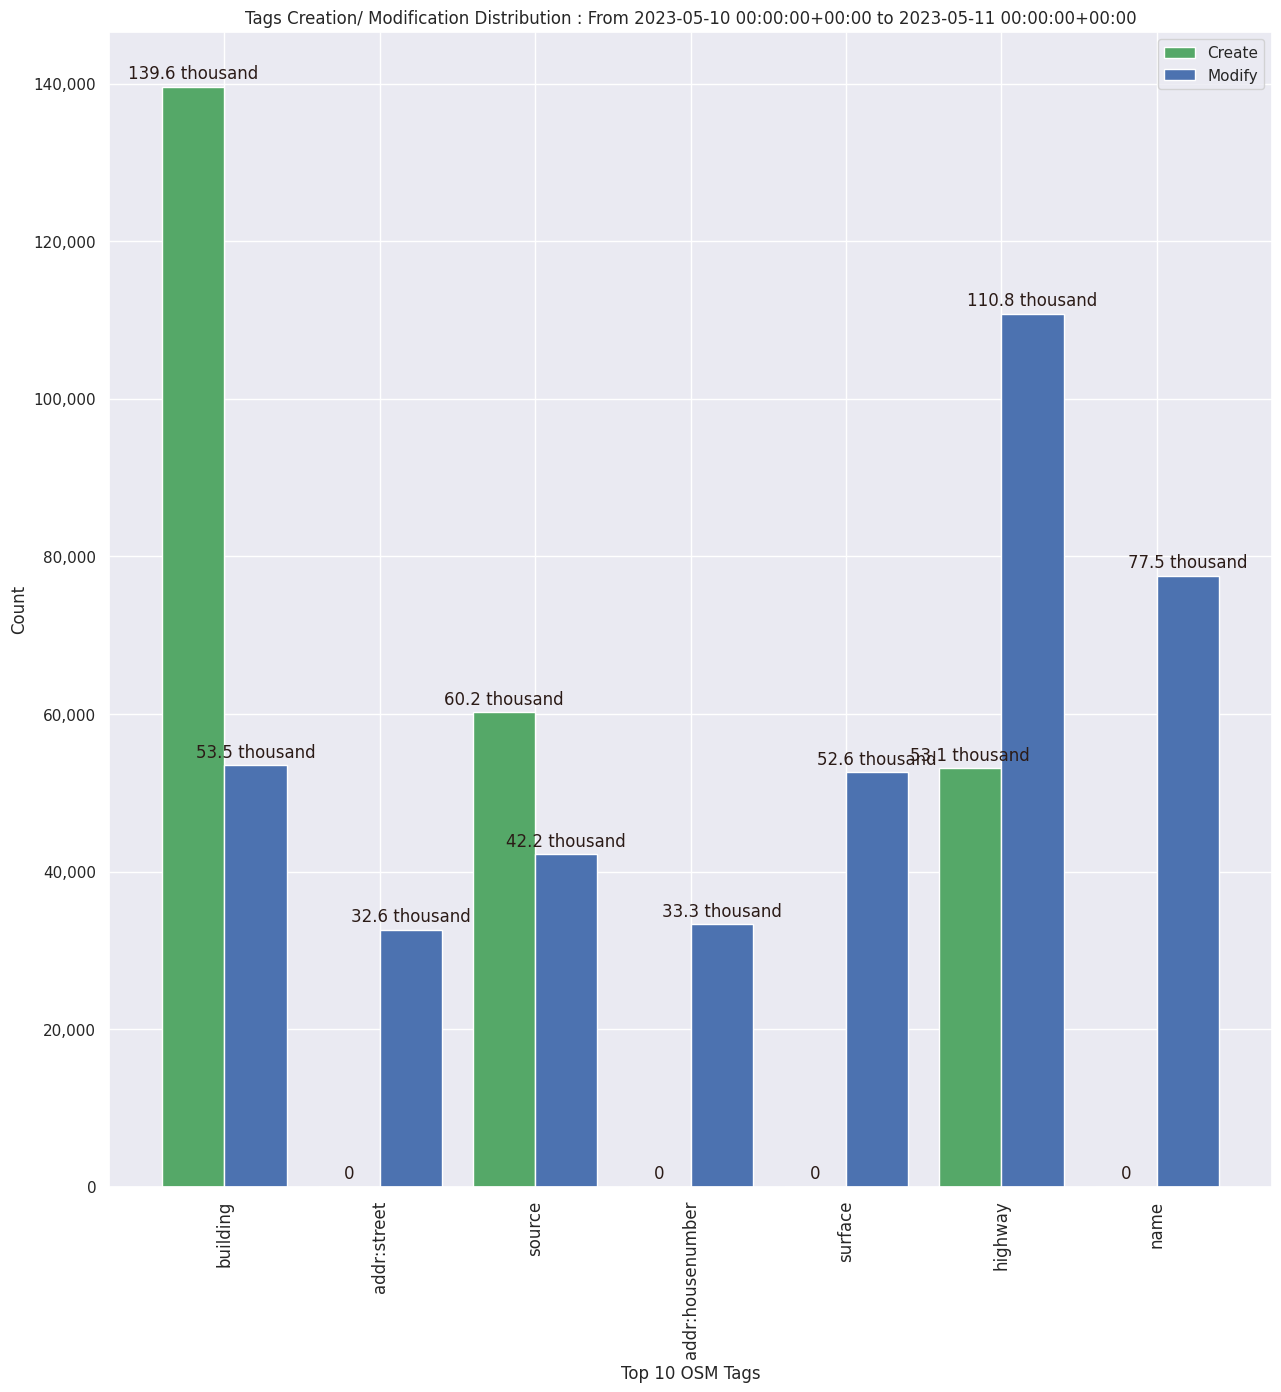 Tags Creation/ Modification Distribution : From 2023-05-10 00:00:00+00:00 to 2023-05-11 00:00:00+00:00
Create
Modify
139.6 thousand
140,000
120,000
110.8 thousand
100,000
80,000
77.5 thousand
60.2 thousand
60,000
53.5 thousand
52.6 thousand
53.1 thousand
42.2 thousand
40,000
32.6 thousand
33.3 thousand
20,000
0
0
0
0
0
Count
building
addr:street
source
addr:housenumber
surface
highway
name
Top 10 OSM Tags